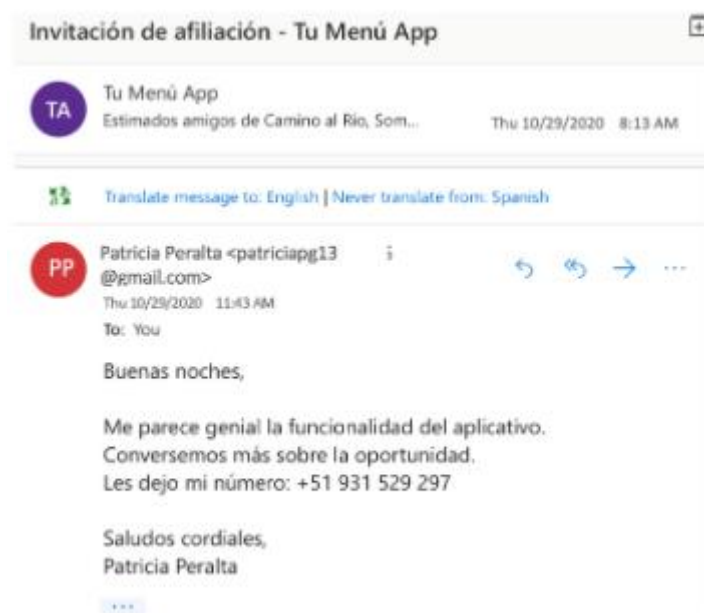 Invitación de afiliación - Tu Menú App
TA
Tu Menú App
Estimados amigos de Camino al Rio, Som...
Thu 10/29/2020 8:13 AM
Translate message to: English | Never translate from: Spanish
PP
Patricia Peralta <patriciapg13
@gmail.com>
Thu 10/29/2020 11:43 AM
To: You
Buenas noches,
Me parece genial la funcionalidad del aplicativo.
Conversemos más sobre la oportunidad.
Les dejo mi número: +51 931 529 297
Saludos cordiales,
Patricia Peralta